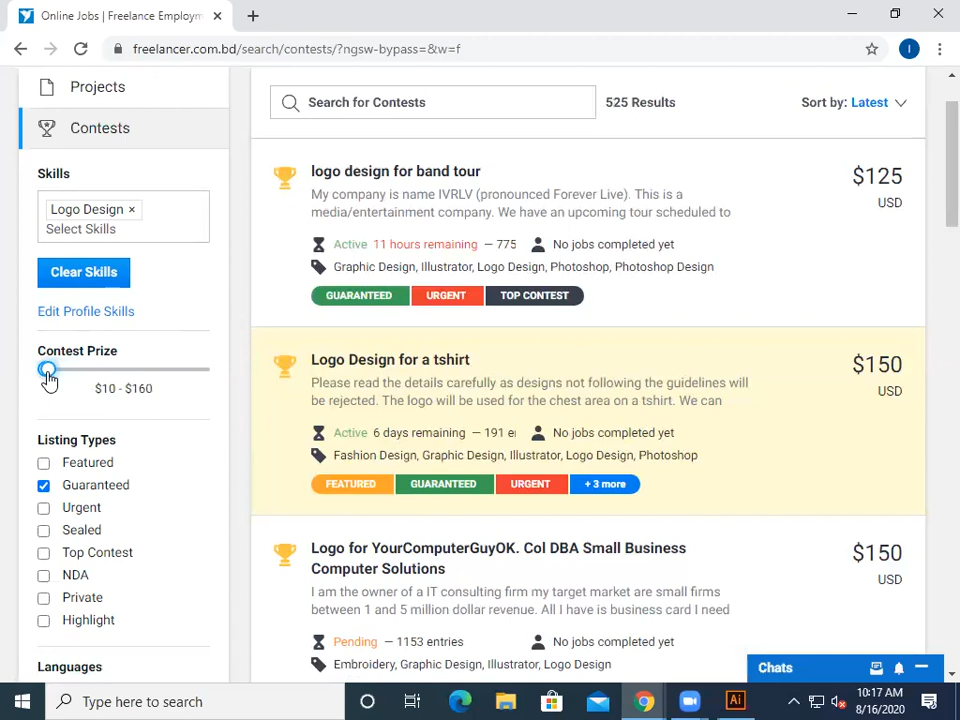 Online Jobs | Freelance Employm
freelancer.com.bd/search/contests/?ngsw-bypass=&w=f
I
Projects
Contests
Skills
Logo Design ×
Select Skills
Clear Skills
Edit Profile Skills
Contest Prize
$10 - $160
Listing Types
Featured
Guaranteed
Urgent
Sealed
Top Contest
NDA
Private
Highlight
Languages
Search for Contests
525 Results
Sort by: Latest
logo design for band tour
$125
USD
My company is name IVRLV (pronounced Forever Live). This is a
media/entertainment company. We have an upcoming tour scheduled to
Active 11 hours remaining — 775
No jobs completed yet
Graphic Design, Illustrator, Logo Design, Photoshop, Photoshop Design
GUARANTEED URGENT TOP CONTEST
Logo Design for a tshirt
$150
USD
Please read the details carefully as designs not following the guidelines will
be rejected. The logo will be used for the chest area on a tshirt. We can
Active 6 days remaining — 191 e
No jobs completed yet
Fashion Design, Graphic Design, Illustrator, Logo Design, Photoshop
FEATURED GUARANTEED URGENT + 3 more
Logo for YourComputerGuyOK. Col DBA Small Business
Computer Solutions
$150
USD
I am the owner of a IT consulting firm my target market are small firms
between 1 and 5 million dollar revenue. All I have is business card I need
Pending — 1153 entries
No jobs completed yet
Embroidery, Graphic Design, Illustrator, Logo Design
Chats
Type here to search
Ai
10:17 AM
8/16/2020